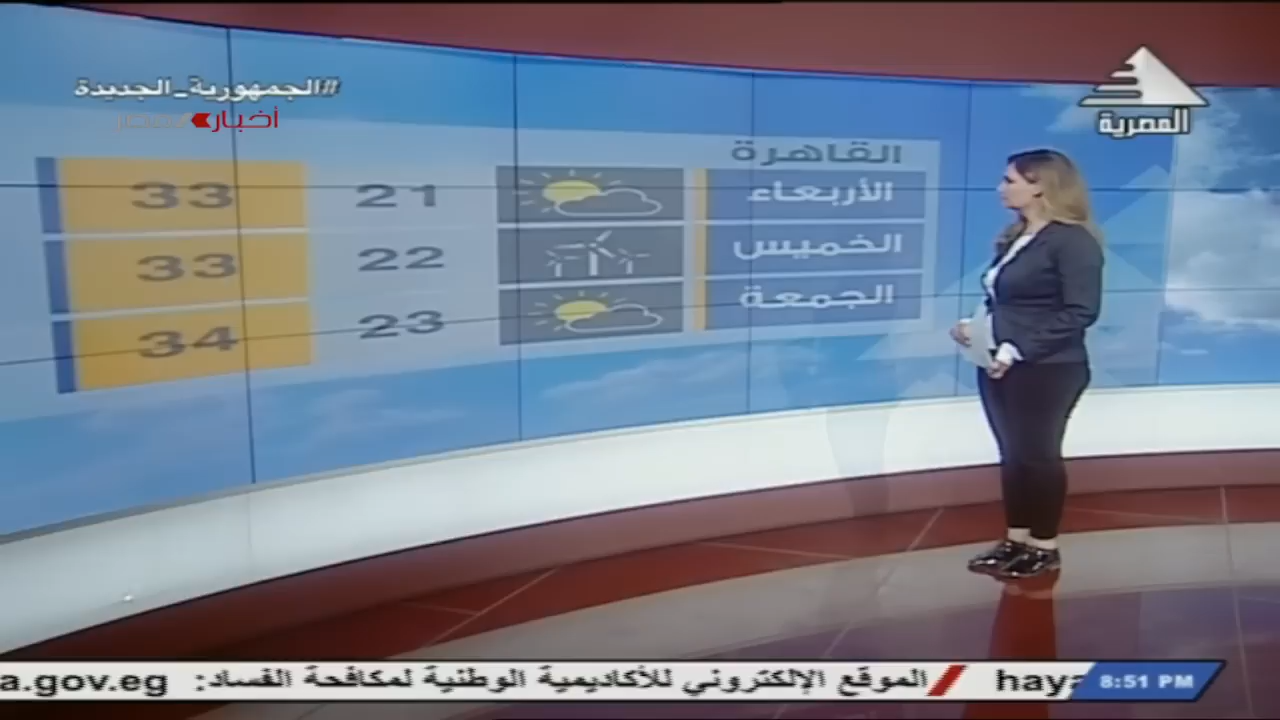 #الجمهورية_الجديدة
أخبار مصر
المصرية
القاهرة
الأربعاء 21 33
الخميس 22 33
الجمعة 23 34
a.gov.eg الموقع الإلكتروني للأكاديمية الوطنية لمكافحة الفساد: haya
8:51 PM